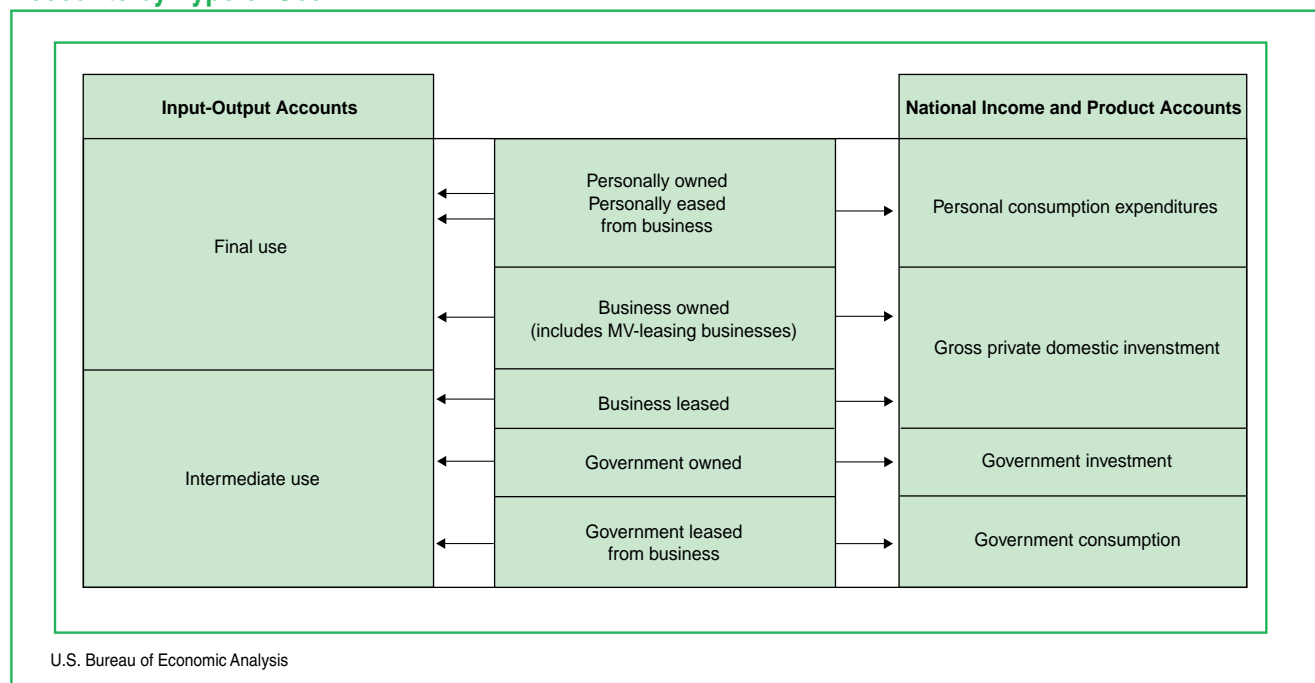 Input-Output Accounts
National Income and Product Accounts
Final use
Personally owned
Personally eased
from business
Personal consumption expenditures
Business owned
(includes MV-leasing businesses)
Gross private domestic invenstment
Business leased
Intermediate use
Government owned
Government investment
Government leased
from business
Government consumption
U.S. Bureau of Economic Analysis